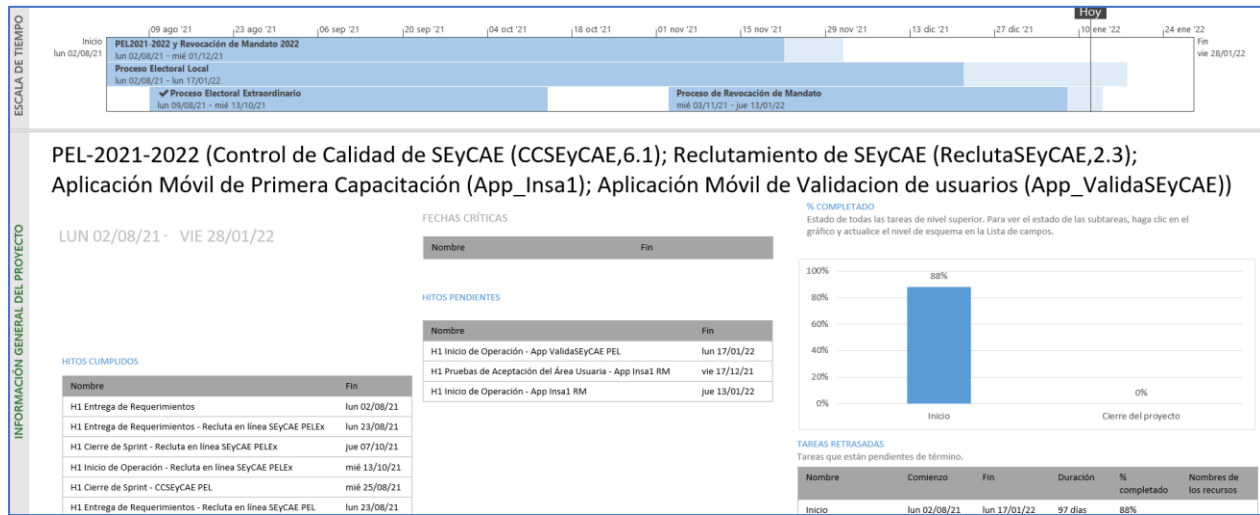 ESCALA DE TIEMPO
Hoy
09 ago '21 23 ago '21 06 sep '21 20 sep '21 04 oct '21 18 oct '21 01 nov '21 15 nov '21 29 nov '21 13 dic '21 27 dic '21 10 ene '22 24 ene '22
Inicio
lun 02/08/21
PEL2021-2022 y Revocación de Mandato 2022
lun 02/08/21 - mié 01/12/21
Fin
vie 28/01/22
Proceso Electoral Local
lun 02/08/21 - lun 17/01/22
✓Proceso Electoral Extraordinario
lun 09/08/21 - mié 13/10/21
Proceso de Revocación de Mandato
mié 03/11/21 - jue 13/01/22
INFORMACIÓN GENERAL DEL PROYECTO
PEL-2021-2022 (Control de Calidad de SEyCAE (CCSEyCAE,6.1); Reclutamiento de SEyCAE (ReclutaSEyCAE,2.3);
Aplicación Móvil de Primera Capacitación (App_Insa1); Aplicación Móvil de Validacion de usuarios (App_ValidaSEyCAE))
LUN 02/08/21 - VIE 28/01/22
HITOS CUMPLIDOS
Nombre Fin
H1 Entrega de Requerimientos lun 02/08/21
H1 Entrega de Requerimientos - Recluta en línea SEyCAE PELEx lun 23/08/21
H1 Cierre de Sprint - Recluta en línea SEyCAE PELEx jue 07/10/21
H1 Inicio de Operación - Recluta en línea SEyCAE PELEx mié 13/10/21
H1 Cierre de Sprint - CCSEyCAE PEL mié 25/08/21
H1 Entrega de Requerimientos - Recluta en línea SEyCAE PEL lun 23/08/21
FECHAS CRÍTICAS
Nombre Fin
HITOS PENDIENTES
Nombre Fin
H1 Inicio de Operación - App ValidaSEyCAE PEL lun 17/01/22
H1 Pruebas de Aceptación del Área Usuaria - App Insa1 RM vie 17/12/21
H1 Inicio de Operación - App Insa1 RM jue 13/01/22
% COMPLETADO
Estado de todas las tareas de nivel superior. Para ver el estado de las subtareas, haga clic en el
gráfico y actualice el nivel de esquema en la Lista de campos.
100%
80%
60%
40%
20%
0%
88%
0%
Inicio Cierre del proyecto
TAREAS RETRASADAS
Tareas que están pendientes de término.
Nombre Comienzo Fin Duración % completado Nombres de los recursos
Inicio lun 02/08/21 lun 17/01/22 97 días 88%